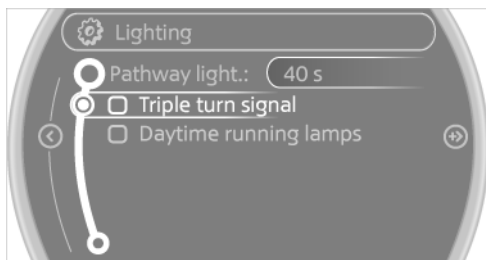 Lighting
Pathway light.: 40 s
Triple turn signal
Daytime running lamps